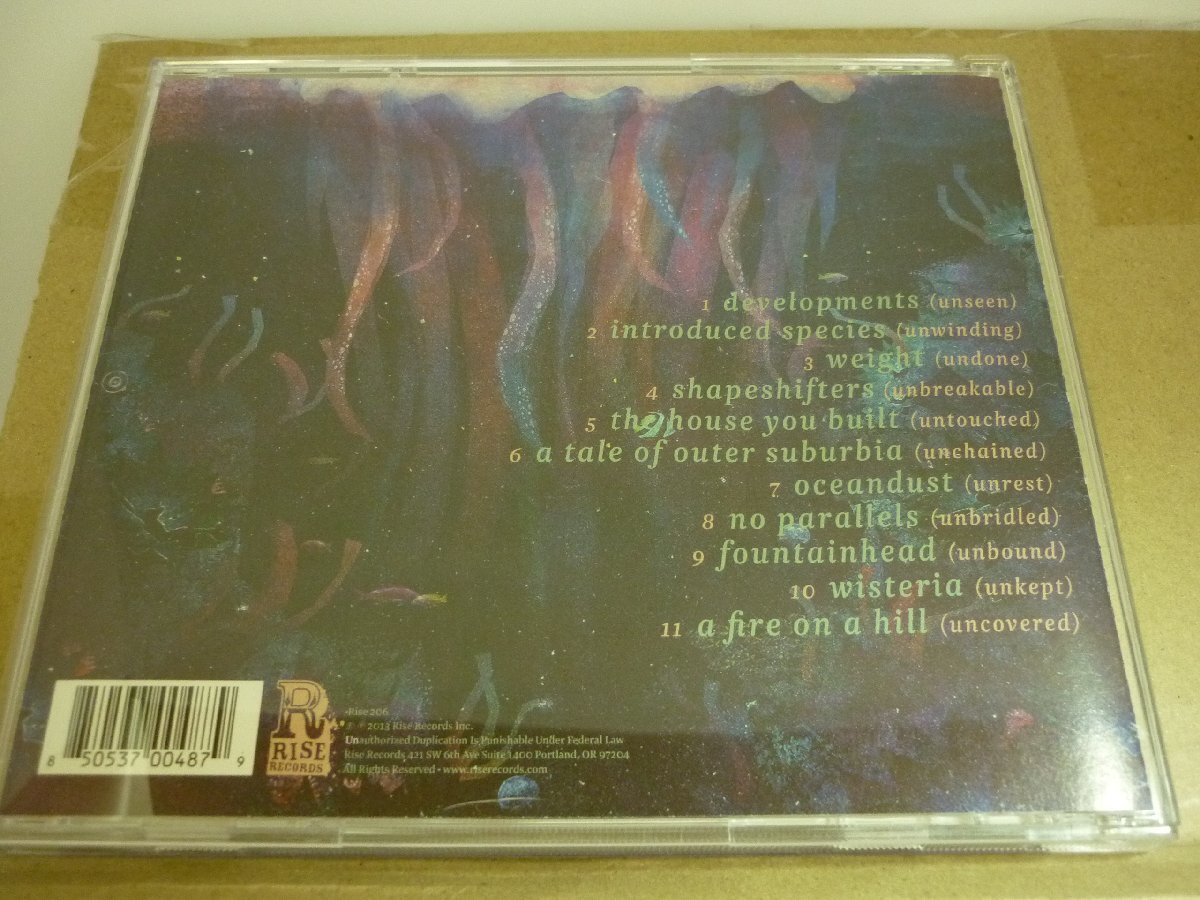 1 developments (unseen)
2 introduced species (unwinding)
3 weight (undone)
4 shapeshifters (unbreakable)
5 the house you built (untouched)
6 a tale of outer suburbia (unchained)
7 oceandust (unrest)
8 no parallels (unbridled)
9 fountainhead (unbound)
10 wisteria (unkept)
11 a fire on a hill (uncovered)
8 50537 00487 9
R
RISE
RECORDS
·Rise 206
℗ © 2013 Rise Records Inc.
Unauthorized Duplication Is Punishable Under Federal Law
Rise Records 421 SW 6th Ave Suite 1400 Portland, OR 97204
All Rights Reserved · www.riserecords.com